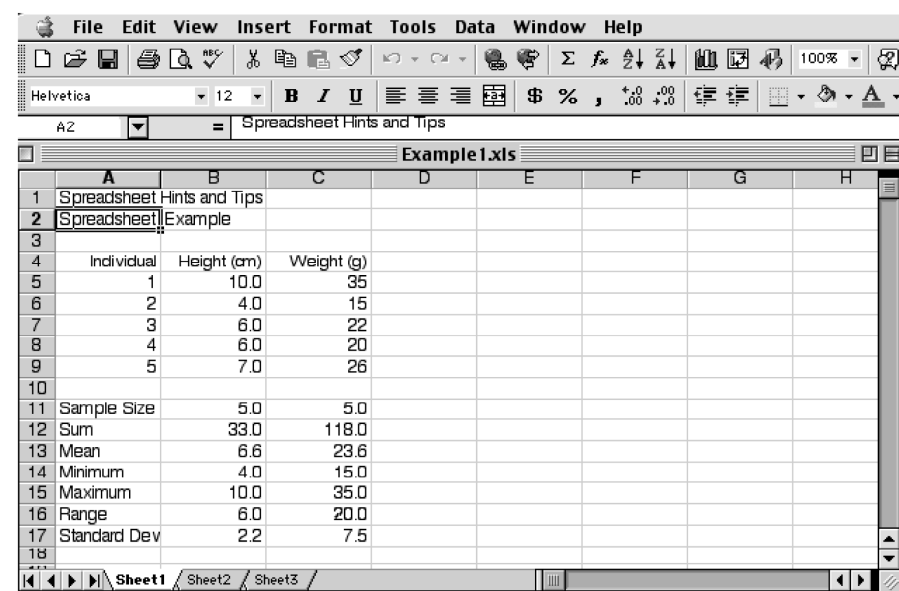 File Edit View Insert Format Tools Data Window Help
ABC Σ fx A Z Z A 100%
Helvetica 12 B I U $ % , .00
A2 = Spreadsheet Hints and Tips
Example1.xls
A B C D E F G H
1 Spreadsheet Hints and Tips
2 Spreadsheet Example
3
4 Individual Height (cm) Weight (g)
5 1 10.0 35
6 2 4.0 15
7 3 6.0 22
8 4 6.0 20
9 5 7.0 26
10
11 Sample Size 5.0 5.0
12 Sum 33.0 118.0
13 Mean 6.6 23.6
14 Minimum 4.0 15.0
15 Maximum 10.0 35.0
16 Range 6.0 20.0
17 Standard Dev 2.2 7.5
18
Sheet1 Sheet2 Sheet3